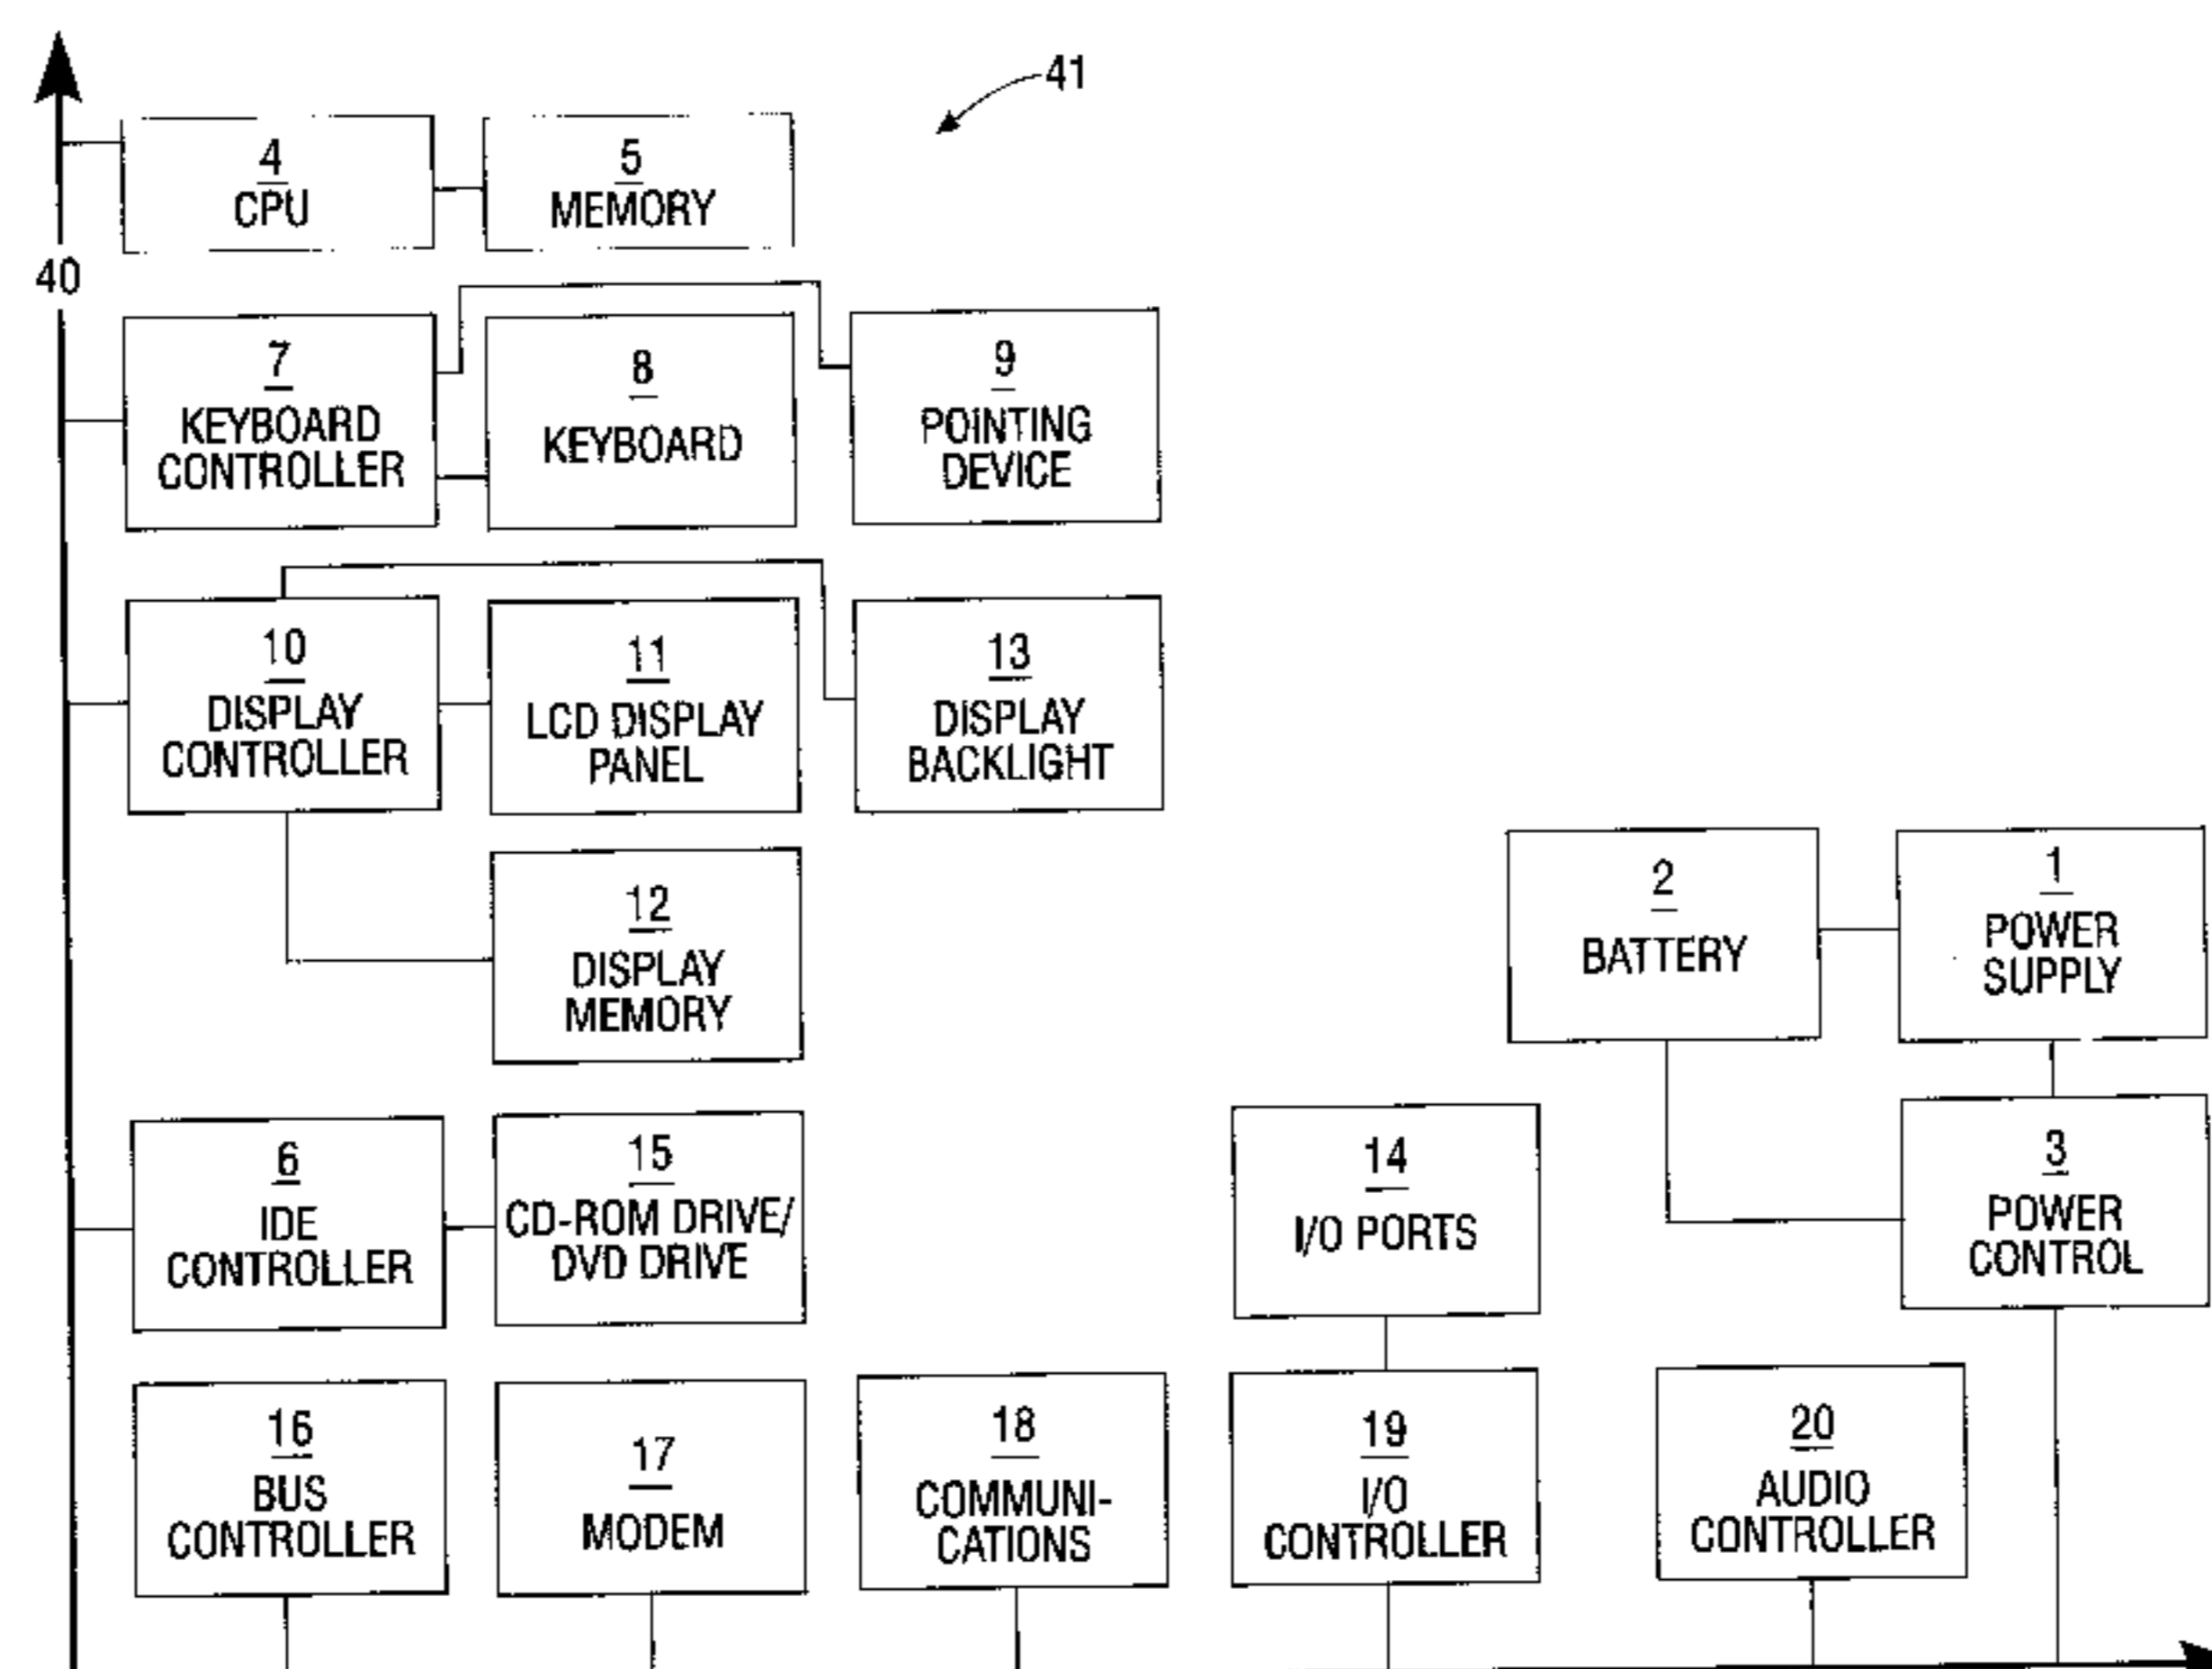 41
4
CPU
5
MEMORY
40
7
KEYBOARD
CONTROLLER
8
KEYBOARD
9
POINTING
DEVICE
10
DISPLAY
CONTROLLER
11
LCD DISPLAY
PANEL
13
DISPLAY
BACKLIGHT
12
DISPLAY
MEMORY
2
BATTERY
1
POWER
SUPPLY
6
IDE
CONTROLLER
15
CD-ROM DRIVE/
DVD DRIVE
14
I/O PORTS
3
POWER
CONTROL
16
BUS
CONTROLLER
17
MODEM
18
COMMUNI-
CATIONS
19
I/O
CONTROLLER
20
AUDIO
CONTROLLER